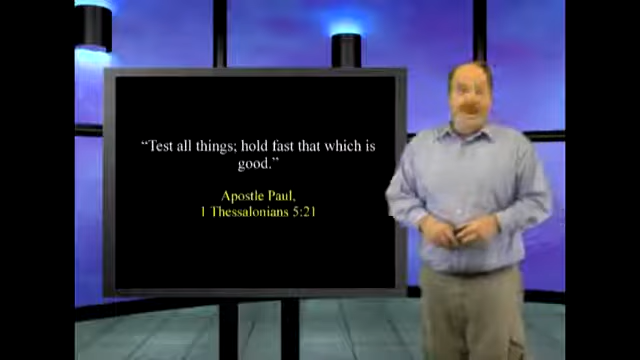 “Test all things; hold fast that which is
good.”
Apostle Paul,
1 Thessalonians 5:21